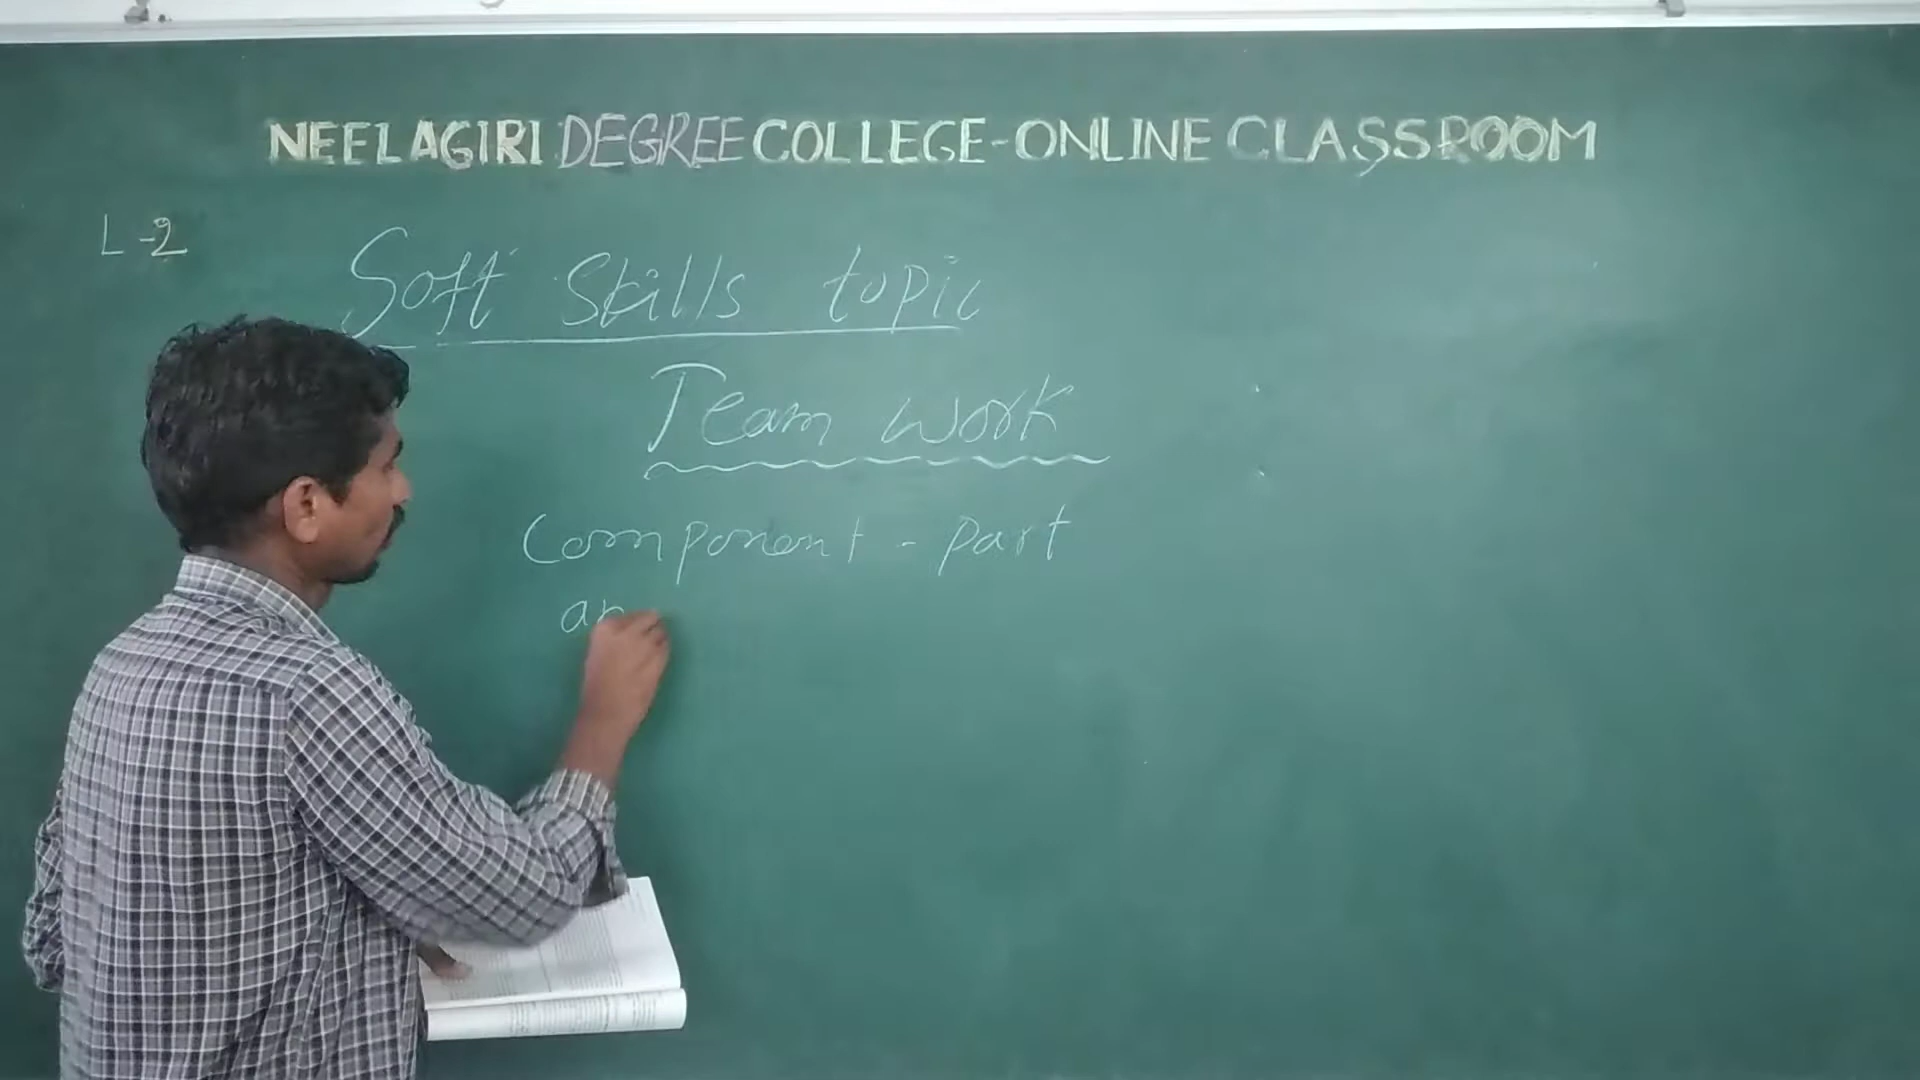 NEELAGIRI DEGREE COLLEGE-ONLINE CLASSROOM
L-2
Soft Skills topic
Team work
Component - part